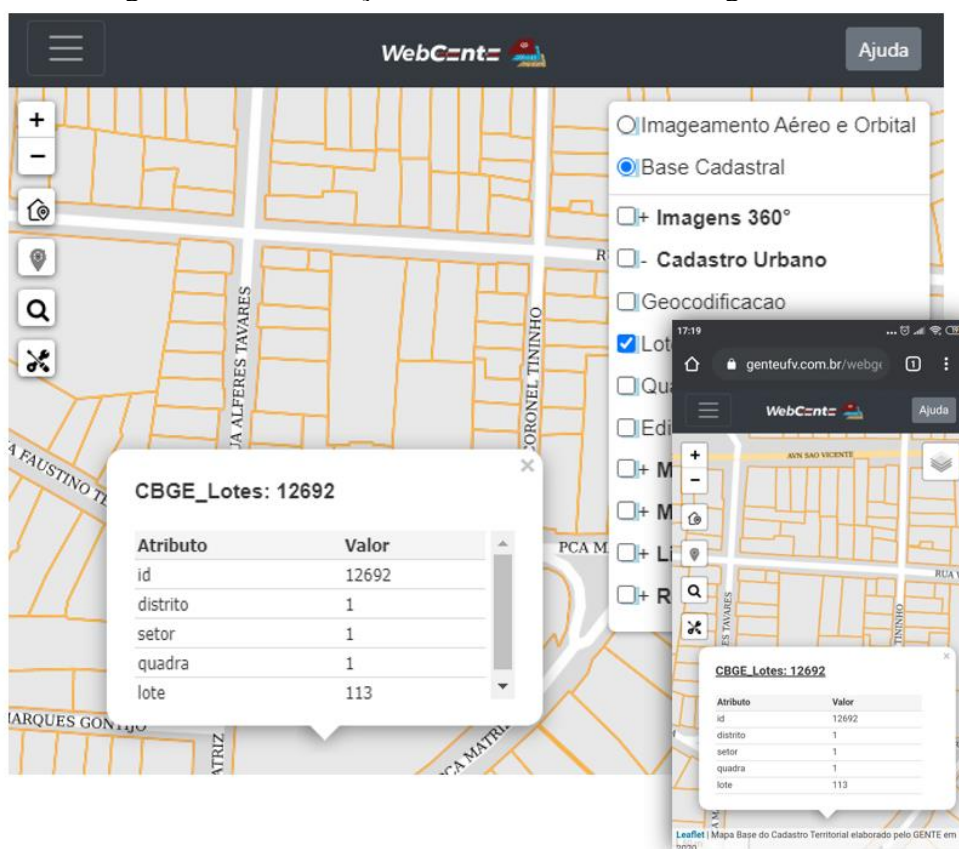 WebGente
Ajuda
+
−
Imageamento Aéreo e Orbital
Base Cadastral
+ Imagens 360°
- Cadastro Urbano
Geocodificacao
+ M
+ M
+ Li
+ R
RUA ALFERES TAVARES
CORONEL TININHO
FAUSTINO
PCA
MARQUES GONTIJO
PCA MATRIZ
CBGE_Lotes: 12692
×
Atributo Valor
id 12692
distrito 1
setor 1
quadra 1
lote 113
17:19
genteufv.com.br/webge
1
WebGente
Ajuda
+
−
AVN SAO VICENTE
RUA
TAVARES
TININHO
CBGE_Lotes: 12692
×
Atributo Valor
id 12692
distrito 1
setor 1
quadra 1
lote 113
Leaflet | Mapa Base do Cadastro Territorial elaborado pelo GENTE em
2020